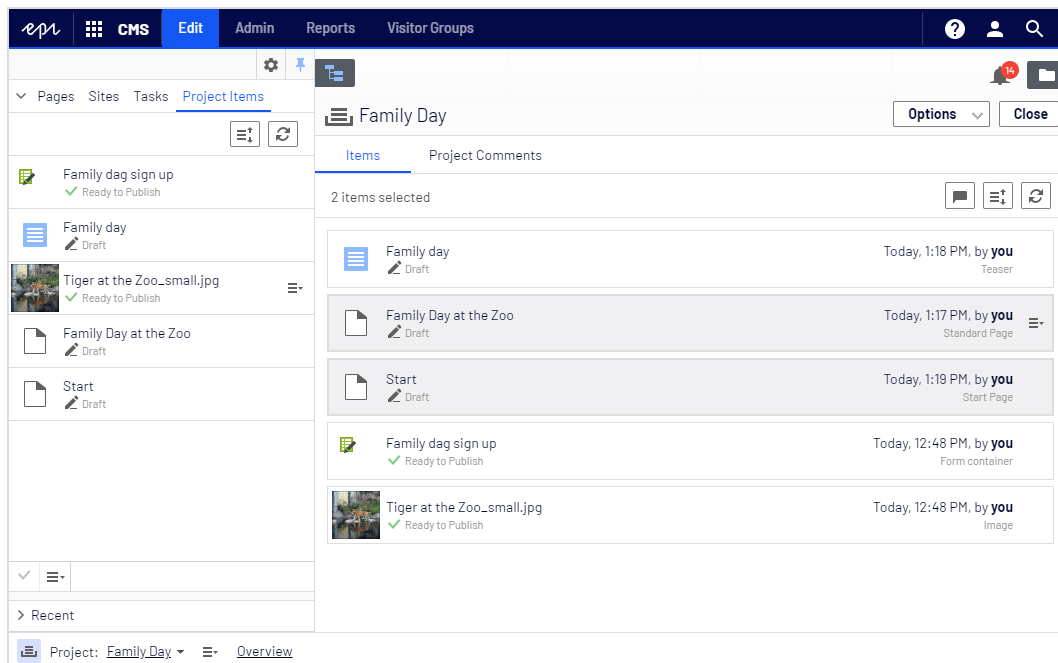 epi CMS Edit Admin Reports Visitor Groups
Pages Sites Tasks Project Items
14
Family Day
Options Close
Items Project Comments
2 items selected
Family dag sign up
Ready to Publish
Family day
Draft
Tiger at the Zoo_small.jpg
Ready to Publish
Family Day at the Zoo
Draft
Start
Draft
Family day Today, 1:18 PM, by you
Draft Teaser
Family Day at the Zoo Today, 1:17 PM, by you
Draft Standard Page
Start Today, 1:19 PM, by you
Draft Start Page
Family dag sign up Today, 12:48 PM, by you
Ready to Publish Form container
Tiger at the Zoo_small.jpg Today, 12:48 PM, by you
Ready to Publish Image
Recent
Project: Family Day Overview